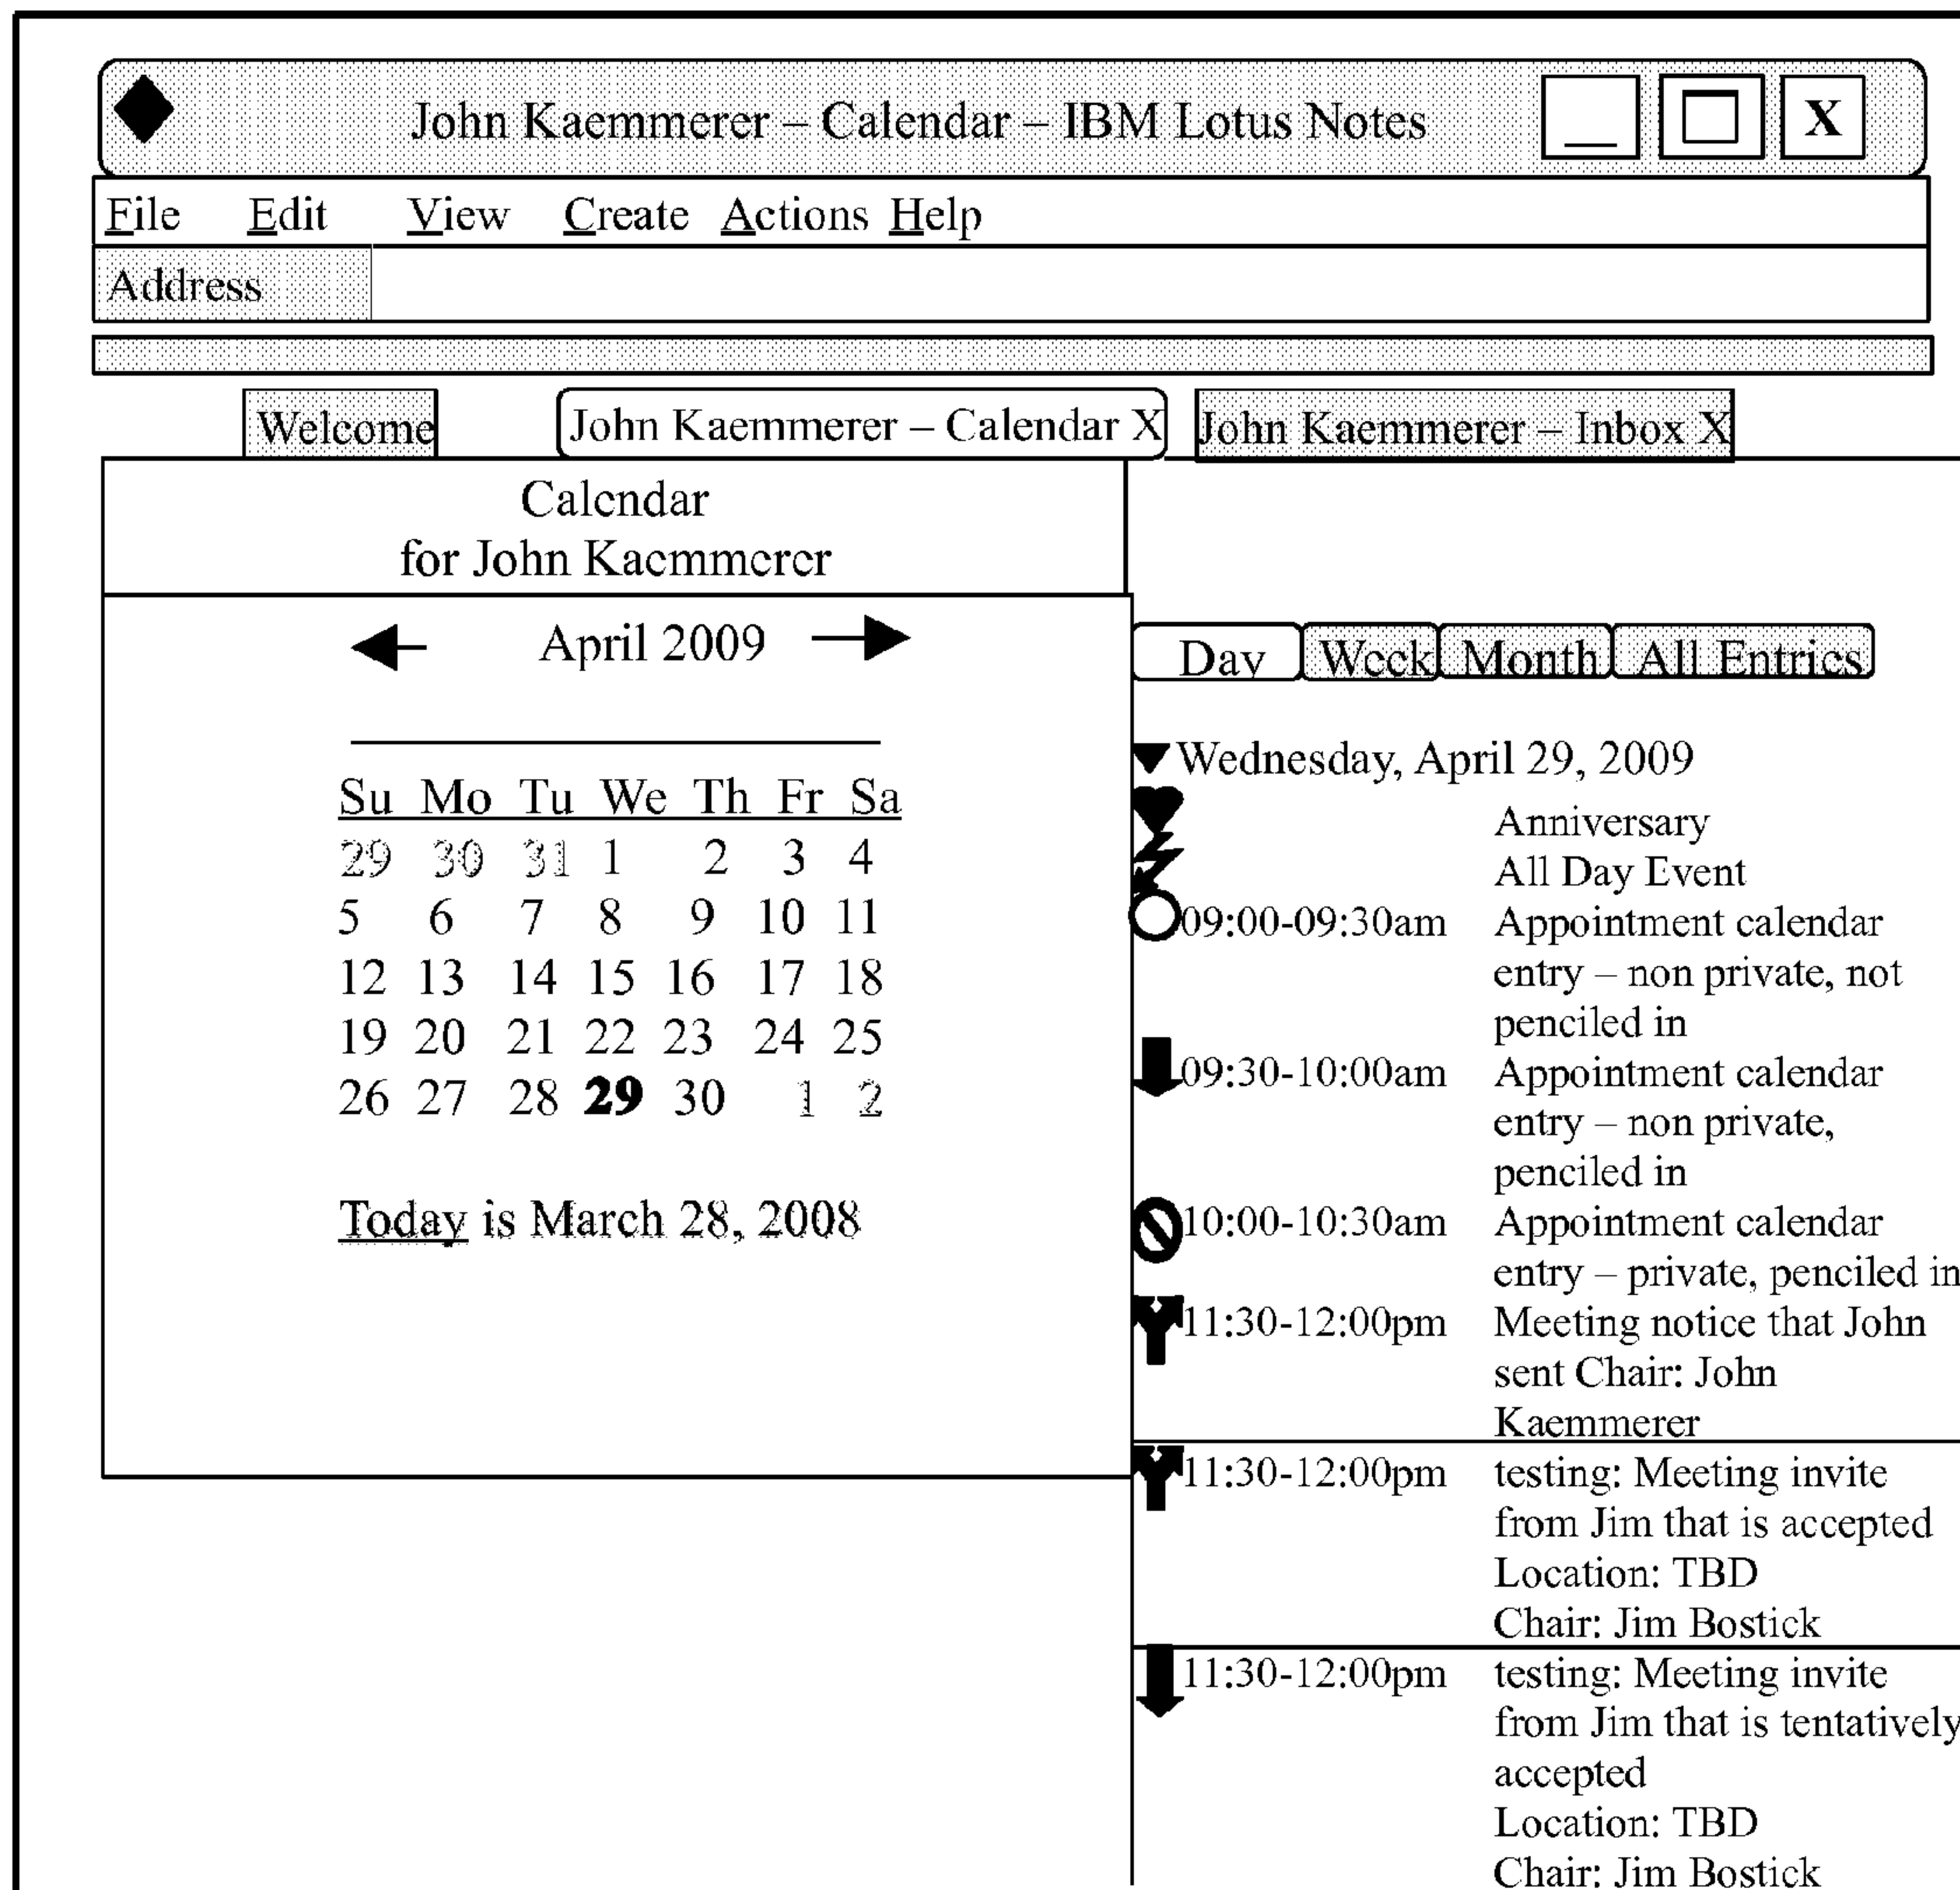 John Kaemmerer – Calendar – IBM Lotus Notes
X
File Edit View Create Actions Help
Address
Welcome
John Kaemmerer – Calendar X
John Kaemmerer – Inbox X
Calendar
for John Kaemmerer
April 2009
Su Mo Tu We Th Fr Sa
29 30 31 1 2 3 4
5 6 7 8 9 10 11
12 13 14 15 16 17 18
19 20 21 22 23 24 25
26 27 28 29 30 1 2
Today is March 28, 2008
Day Week Month All Entries
Wednesday, April 29, 2009
Anniversary
All Day Event
09:00-09:30am Appointment calendar
entry – non private, not
penciled in
09:30-10:00am Appointment calendar
entry – non private,
penciled in
10:00-10:30am Appointment calendar
entry – private, penciled in
11:30-12:00pm Meeting notice that John
sent Chair: John
Kaemmerer
11:30-12:00pm testing: Meeting invite
from Jim that is accepted
Location: TBD
Chair: Jim Bostick
11:30-12:00pm testing: Meeting invite
from Jim that is tentatively
accepted
Location: TBD
Chair: Jim Bostick